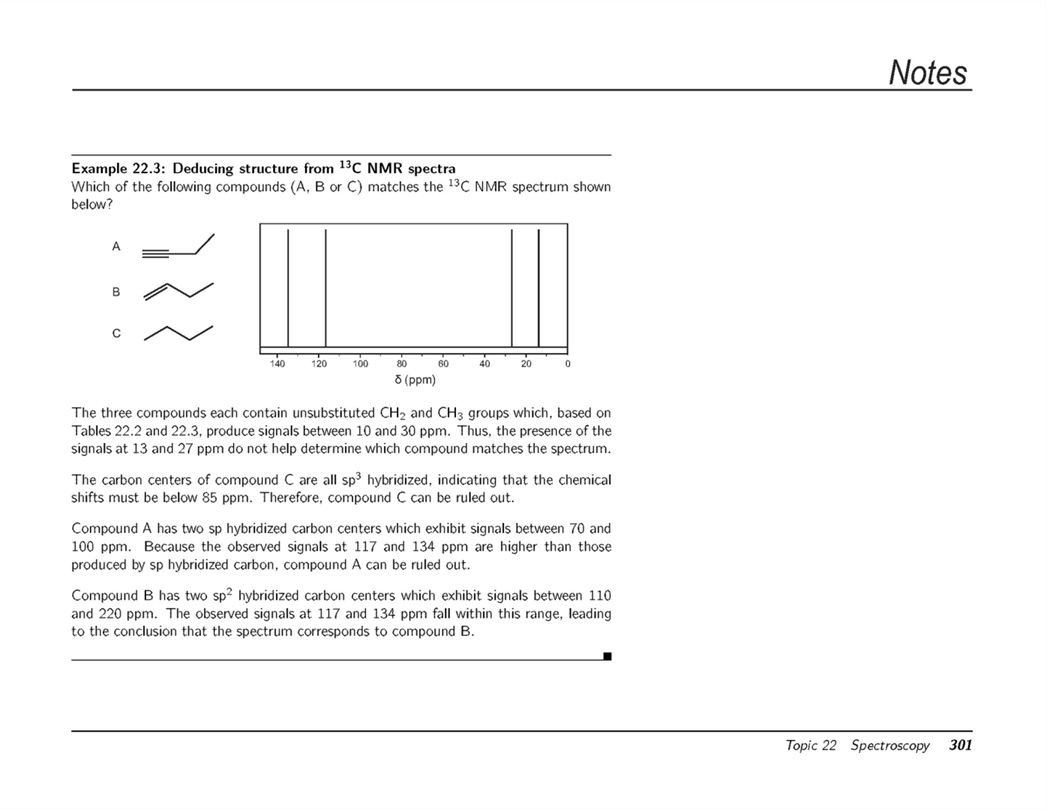 Notes
Example 22.3: Deducing structure from ¹³C NMR spectra
Which of the following compounds (A, B or C) matches the ¹³C NMR spectrum shown
below?
A
B
C
140 120 100 80 60 40 20 0
δ (ppm)
The three compounds each contain unsubstituted CH₂ and CH₃ groups which, based on
Tables 22.2 and 22.3, produce signals between 10 and 30 ppm. Thus, the presence of the
signals at 13 and 27 ppm do not help determine which compound matches the spectrum.
The carbon centers of compound C are all sp³ hybridized, indicating that the chemical
shifts must be below 85 ppm. Therefore, compound C can be ruled out.
Compound A has two sp hybridized carbon centers which exhibit signals between 70 and
100 ppm. Because the observed signals at 117 and 134 ppm are higher than those
produced by sp hybridized carbon, compound A can be ruled out.
Compound B has two sp² hybridized carbon centers which exhibit signals between 110
and 220 ppm. The observed signals at 117 and 134 ppm fall within this range, leading
to the conclusion that the spectrum corresponds to compound B.
Topic 22 Spectroscopy 301